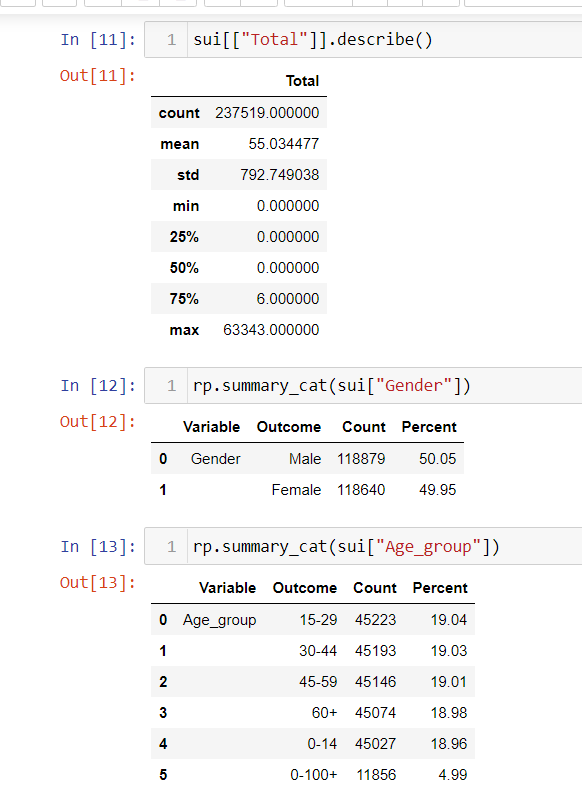 In [11]: 1 sui[["Total"]].describe()
Out[11]:
Total
count 237519.000000
mean 55.034477
std 792.749038
min 0.000000
25% 0.000000
50% 0.000000
75% 6.000000
max 63343.000000
In [12]: 1 rp.summary_cat(sui["Gender"])
Out[12]:
Variable Outcome Count Percent
0 Gender Male 118879 50.05
1 Female 118640 49.95
In [13]: 1 rp.summary_cat(sui["Age_group"])
Out[13]:
Variable Outcome Count Percent
0 Age_group 15-29 45223 19.04
1 30-44 45193 19.03
2 45-59 45146 19.01
3 60+ 45074 18.98
4 0-14 45027 18.96
5 0-100+ 11856 4.99